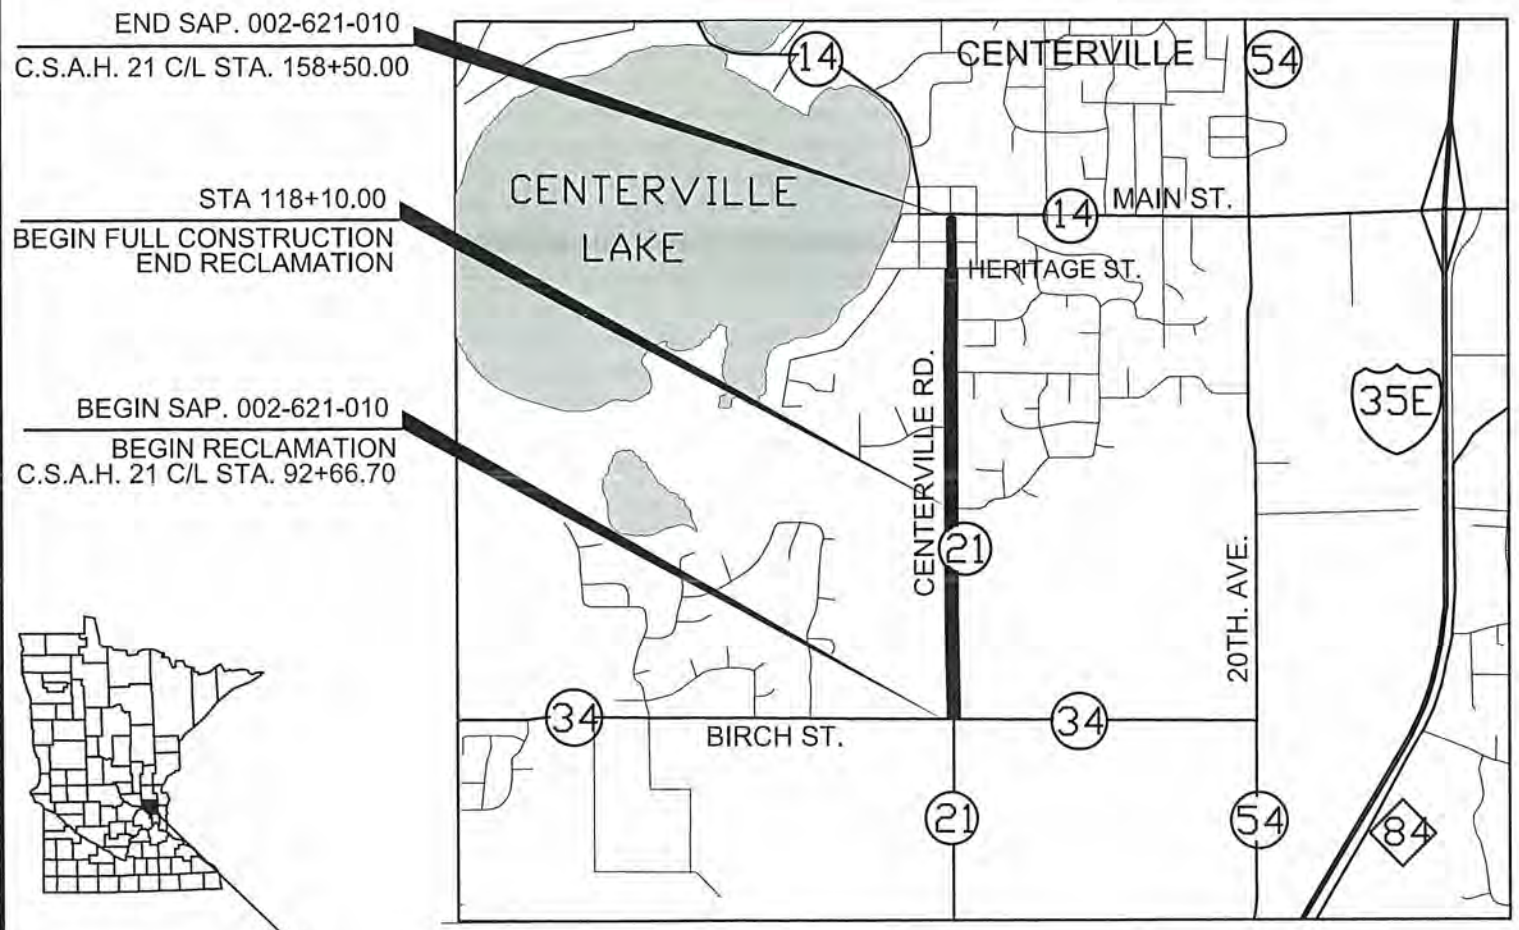 END SAP. 002-621-010
C.S.A.H. 21 C/L STA. 158+50.00
STA 118+10.00
BEGIN FULL CONSTRUCTION
END RECLAMATION
BEGIN SAP. 002-621-010
BEGIN RECLAMATION
C.S.A.H. 21 C/L STA. 92+66.70
14
CENTERVILLE
54
CENTERVILLE
LAKE
14
MAIN ST.
HERITAGE ST.
35E
CENTERVILLE RD.
21
20TH. AVE.
34
BIRCH ST.
34
21
54
84